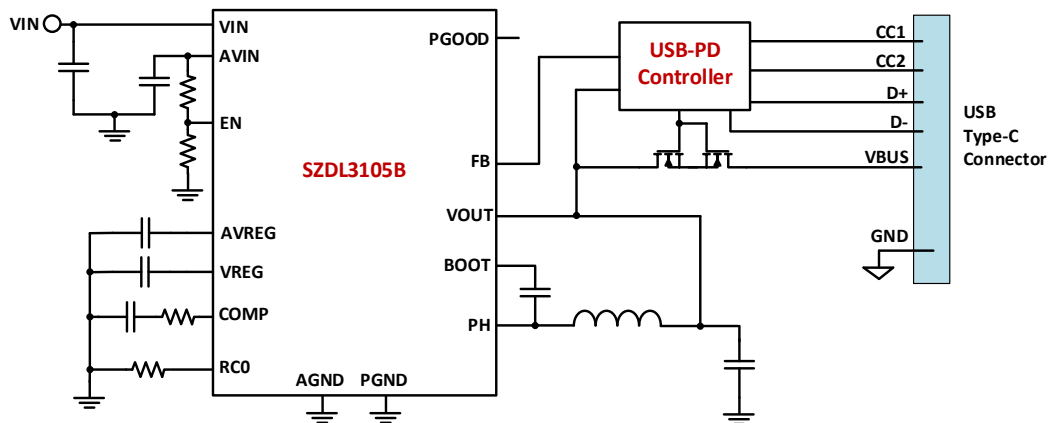 VIN
VIN
AVIN
EN
AVREG
VREG
COMP
RC0
SZDL3105B
AGND
PGND
PGOOD
FB
VOUT
BOOT
PH
USB-PD
Controller
CC1
CC2
D+
D-
VBUS
GND
USB
Type-C
Connector